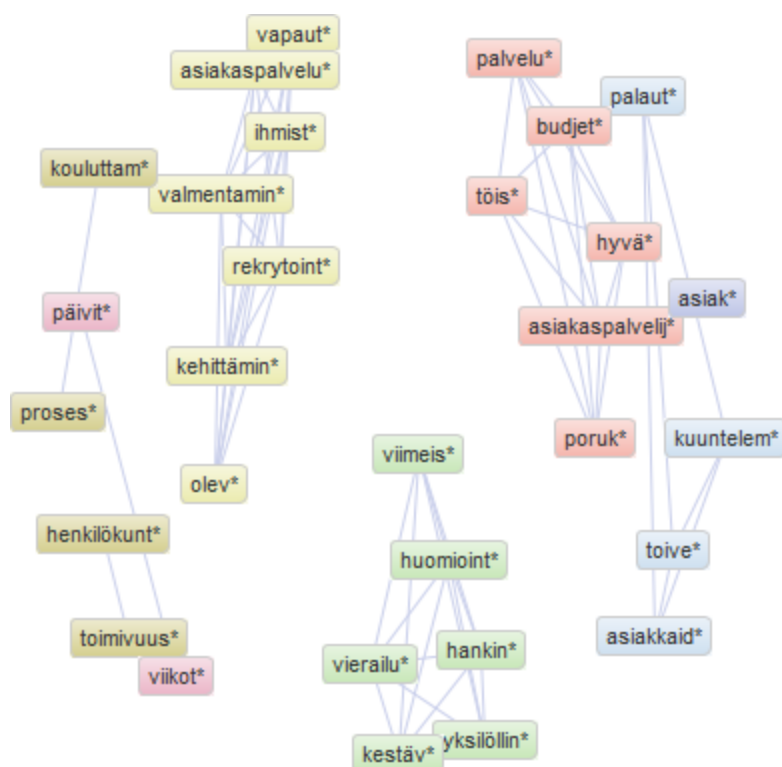 vapaut*
asiakaspalvelu*
ihmist*
kouluttam*
valmentamin*
rekrytoint*
päivit*
kehittämin*
proses*
olev*
henkilökunt*
toimivuus*
viikot*
viimeis*
huomioint*
hankin*
vierailu*
yksilöllin*
kestäv*
palvelu*
palaut*
budjet*
töis*
hyvä*
asiak*
asiakaspalvelij*
poruk*
kuuntelem*
toive*
asiakkaid*